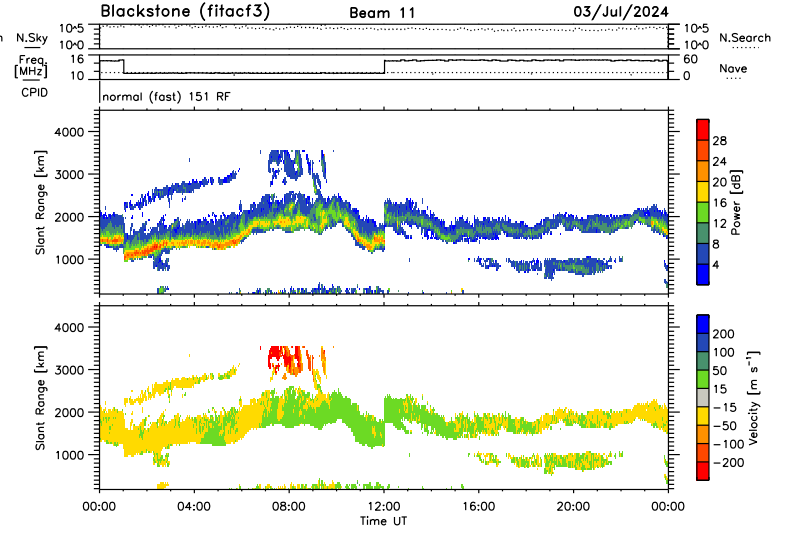 Blackstone (fitacf3) Beam 11 03/Jul/2024
N.Sky 10^5 10^5 N.Search
10^0 10^0
Freq. 16 60 Nave
[MHz] 10 0
CPID normal (fast) 151 RF
Slant Range [km]
4000
3000
2000
1000
Power [dB]
28
24
20
16
12
8
4
Slant Range [km]
4000
3000
2000
1000
Velocity [m s⁻¹]
200
100
50
15
-15
-50
-100
-200
00:00 04:00 08:00 12:00 16:00 20:00 00:00
Time UT